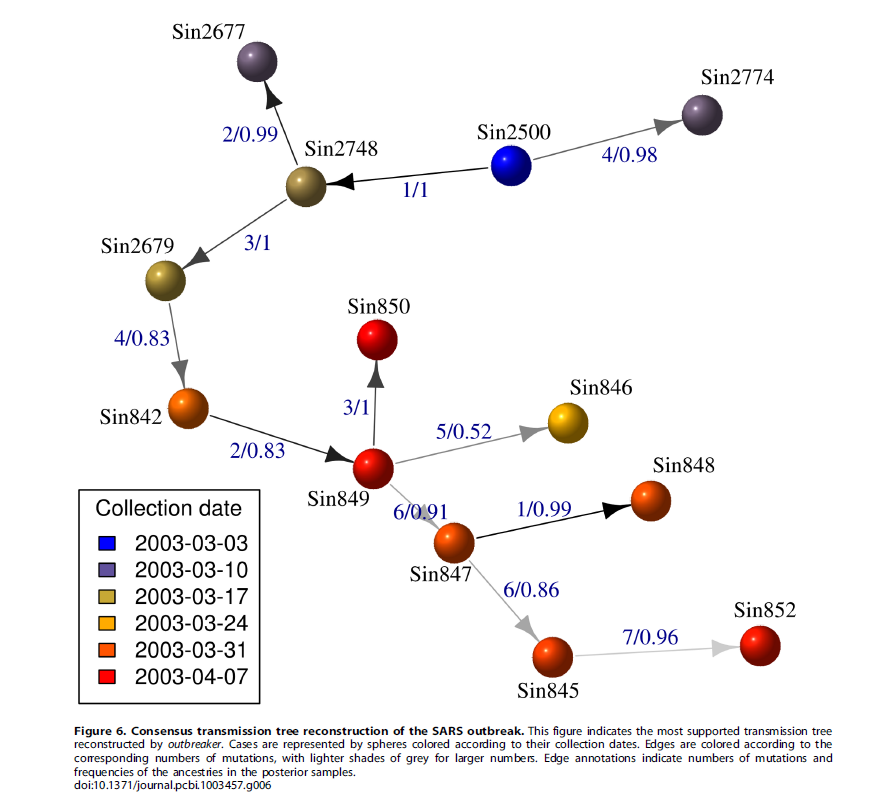 Sin2677
Sin2774
Sin2500
2/0.99
Sin2748
4/0.98
1/1
3/1
Sin2679
Sin850
4/0.83
Sin846
3/1
Sin842
5/0.52
2/0.83
Sin848
Sin849
6/0.91
1/0.99
Sin847
6/0.86
Sin852
7/0.96
Sin845
Collection date
2003-03-03
2003-03-10
2003-03-17
2003-03-24
2003-03-31
2003-04-07
Figure 6. Consensus transmission tree reconstruction of the SARS outbreak. This figure indicates the most supported transmission tree
reconstructed by outbreaker. Cases are represented by spheres colored according to their collection dates. Edges are colored according to the
corresponding numbers of mutations, with lighter shades of grey for larger numbers. Edge annotations indicate numbers of mutations and
frequencies of the ancestries in the posterior samples.
doi:10.1371/journal.pcbi.1003457.g006